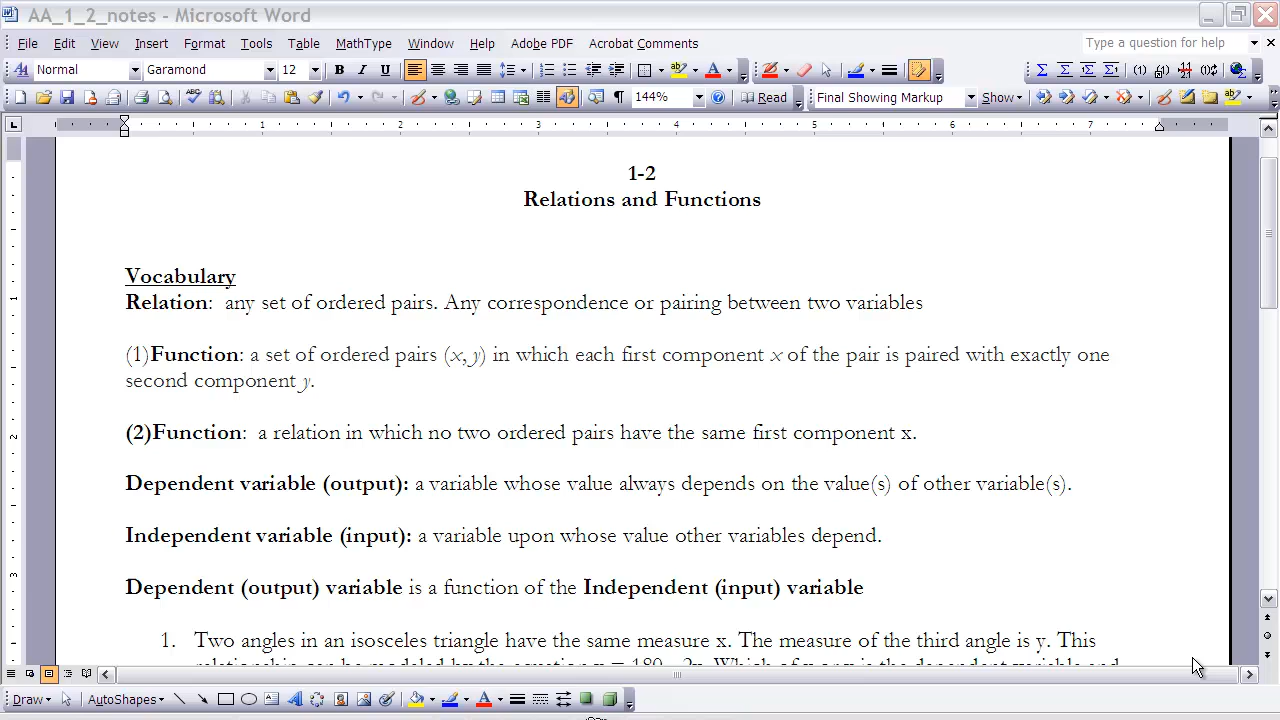 AA_1_2_notes - Microsoft Word
File Edit View Insert Format Tools Table MathType Window Help Adobe PDF Acrobat Comments Type a question for help
Normal Garamond 12 B I U
144% Read Final Showing Markup Show
1 2 3 4 5 6 7
1-2
Relations and Functions
Vocabulary
Relation: any set of ordered pairs. Any correspondence or pairing between two variables
(1)Function: a set of ordered pairs (x, y) in which each first component x of the pair is paired with exactly one
second component y.
(2)Function: a relation in which no two ordered pairs have the same first component x.
Dependent variable (output): a variable whose value always depends on the value(s) of other variable(s).
Independent variable (input): a variable upon whose value other variables depend.
Dependent (output) variable is a function of the Independent (input) variable
1. Two angles in an isosceles triangle have the same measure x. The measure of the third angle is y. This
Draw AutoShapes